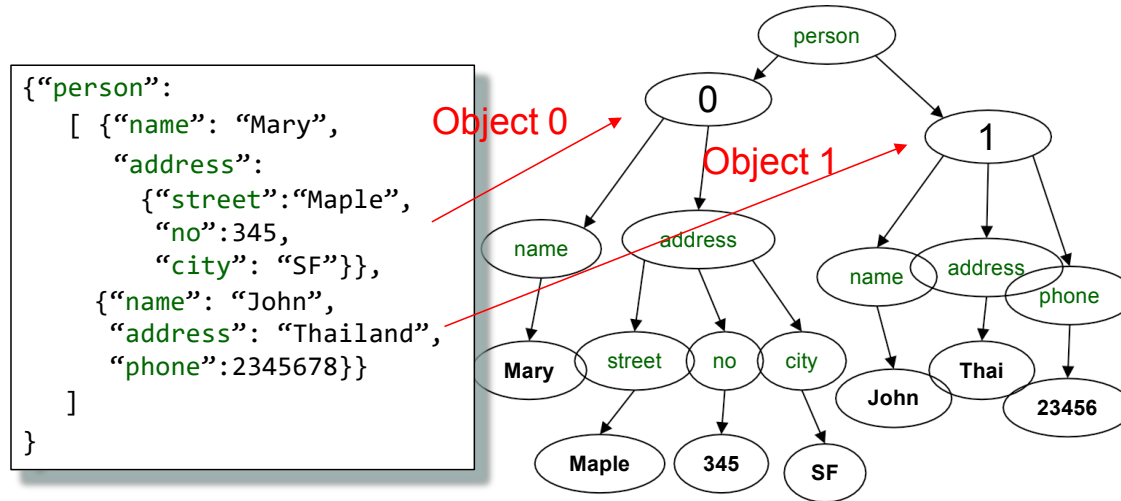 {“person”:
[ {“name”: “Mary”,
“address”:
{“street”:“Maple”,
“no”:345,
“city”: “SF”}},
{“name”: “John”,
“address”: “Thailand”,
“phone”:2345678}}
]
}
Object 0
Object 1
person
0
1
name
address
name
address
phone
Mary
street
no
city
John
Thai
23456
Maple
345
SF